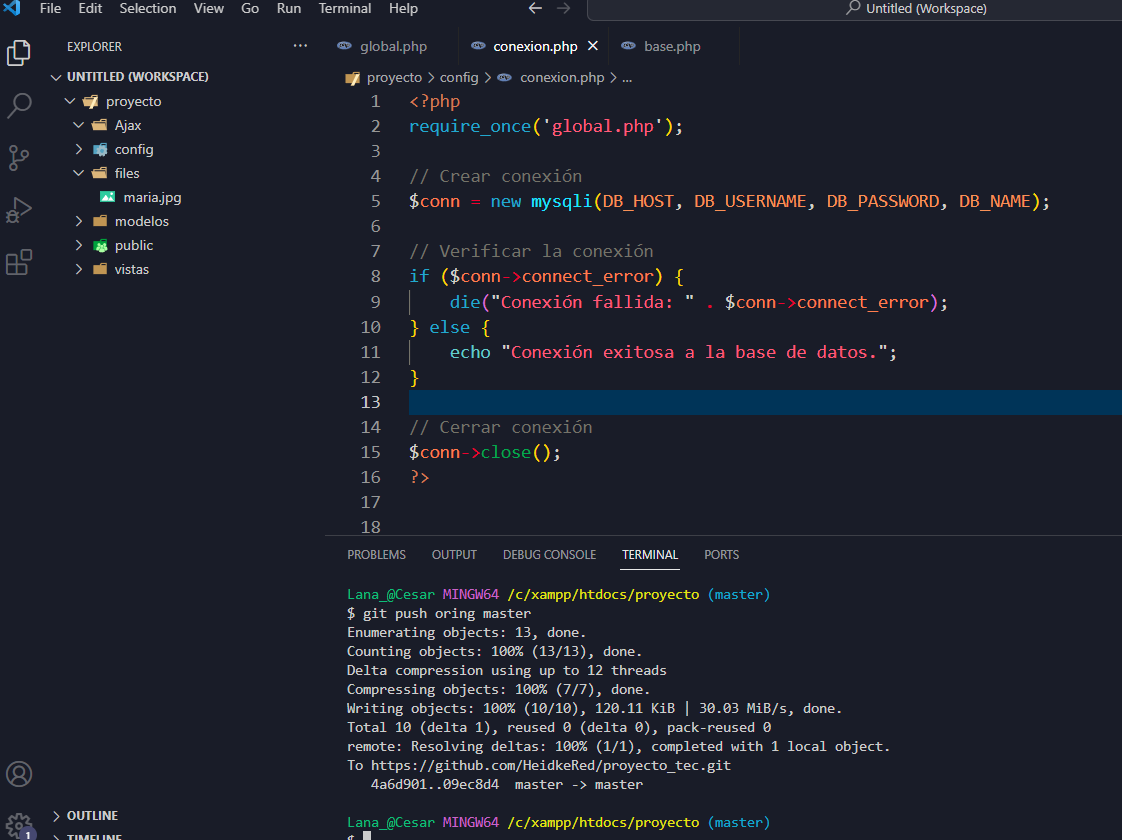 File Edit Selection View Go Run Terminal Help
Untitled (Workspace)
EXPLORER
UNTITLED (WORKSPACE)
proyecto
Ajax
config
files
maria.jpg
modelos
public
vistas
OUTLINE
TIMELINE
1
global.php
conexion.php
base.php
proyecto > config > conexion.php > ...
1 <?php
2 require_once('global.php');
3
4 // Crear conexión
5 $conn = new mysqli(DB_HOST, DB_USERNAME, DB_PASSWORD, DB_NAME);
6
7 // Verificar la conexión
8 if ($conn->connect_error) {
9 die("Conexión fallida: " . $conn->connect_error);
10 } else {
11 echo "Conexión exitosa a la base de datos.";
12 }
13
14 // Cerrar conexión
15 $conn->close();
16 ?>
17
18
PROBLEMS OUTPUT DEBUG CONSOLE TERMINAL PORTS
Lana_@Cesar MINGW64 /c/xampp/htdocs/proyecto (master)
$ git push oring master
Enumerating objects: 13, done.
Counting objects: 100% (13/13), done.
Delta compression using up to 12 threads
Compressing objects: 100% (7/7), done.
Writing objects: 100% (10/10), 120.11 KiB | 30.03 MiB/s, done.
Total 10 (delta 1), reused 0 (delta 0), pack-reused 0
remote: Resolving deltas: 100% (1/1), completed with 1 local object.
To https://github.com/HeidkeRed/proyecto_tec.git
4a6d901..09ec8d4 master -> master
Lana_@Cesar MINGW64 /c/xampp/htdocs/proyecto (master)
$